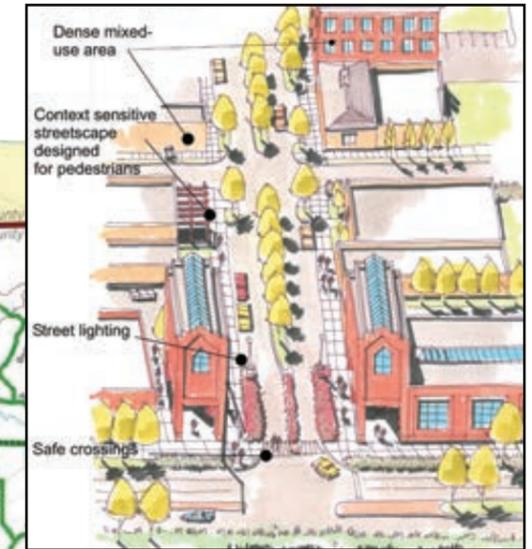 Dense mixed-
use area
Context sensitive
streetscape
designed
for pedestrians
Street lighting
Safe crossings